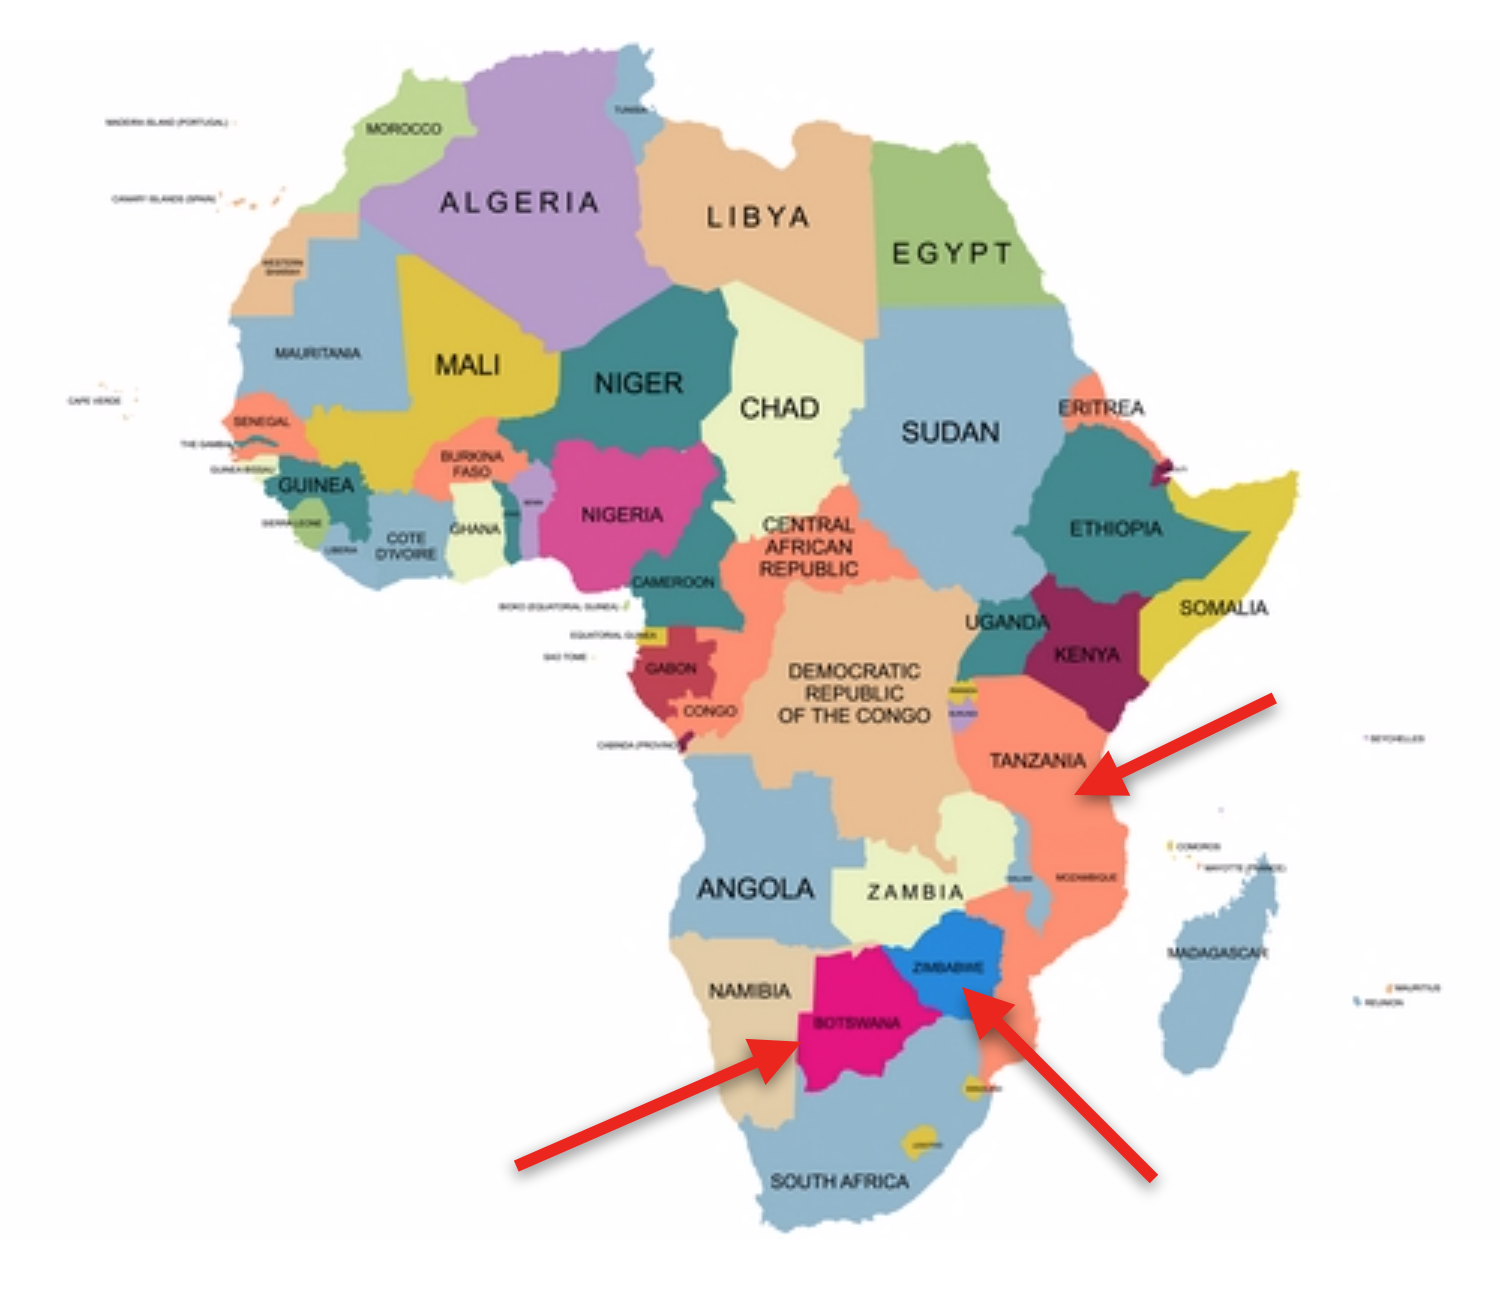 MADEIRA ISLAND (PORTUGAL)
MOROCCO
TUNISIA
CANARY ISLANDS (SPAIN)
ALGERIA
LIBYA
EGYPT
WESTERN
SAHARA
MAURITANIA
MALI
NIGER
CHAD
SUDAN
ERITREA
CAPE VERDE
SENEGAL
THE GAMBIA
GUINEA BISSAU
GUINEA
BURKINA
FASO
SIERRA LEONE
LIBERIA
COTE
D'IVOIRE
GHANA
BENIN
NIGERIA
CENTRAL
AFRICAN
REPUBLIC
ETHIOPIA
SOMALIA
CAMEROON
BIOKO (EQUATORIAL GUINEA)
EQUATORIAL GUINEA
SAO TOME
GABON
CONGO
UGANDA
KENYA
DEMOCRATIC
REPUBLIC
OF THE CONGO
RWANDA
CABINDA (PROVINCE)
TANZANIA
SEYCHELLES
COMOROS
MAYOTTE (FRANCE)
ANGOLA
ZAMBIA
MOZAMBIQUE
MADAGASCAR
NAMIBIA
BOTSWANA
ZIMBABWE
MAURITIUS
REUNION
SOUTH AFRICA